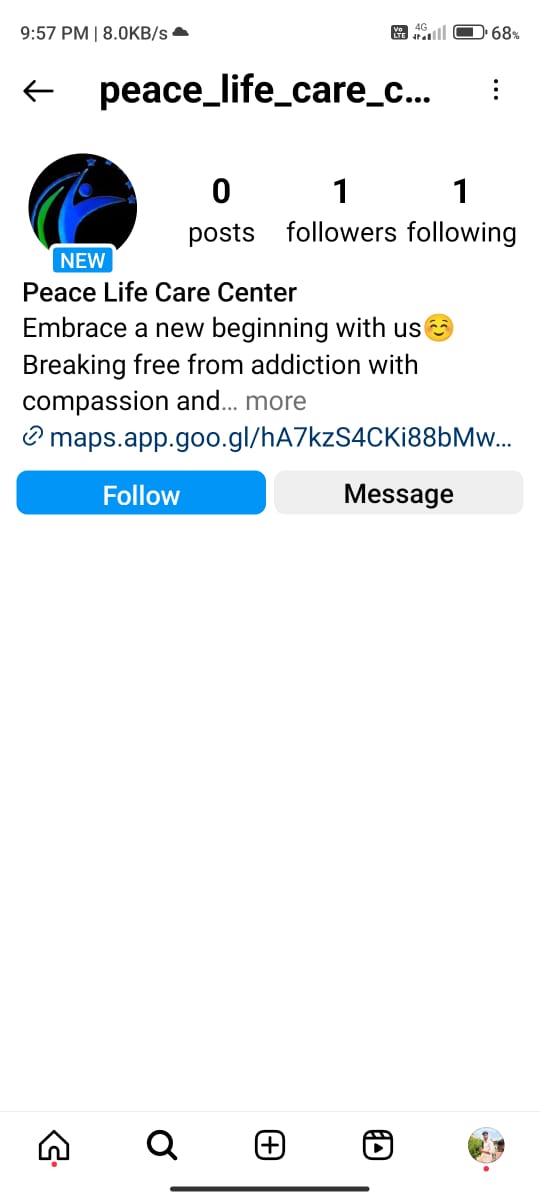 9:57 PM | 8.0KB/s 4G 68%
peace_life_care_c...
0 1 1
posts followers following
NEW
Peace Life Care Center
Embrace a new beginning with us☺️
Breaking free from addiction with
compassion and... more
maps.app.goo.gl/hA7kzS4CKi88bMw...
Follow Message